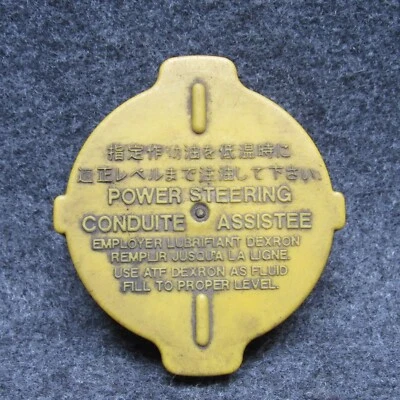 指定作動油を低温時に
適正レベルまで注油して下さい。
POWER STEERING
CONDUITE ASSISTEE
EMPLOYER LUBRIFIANT DEXRON
REMPLIR JUSQU'A LA LIGNE
USE ATF DEXRON AS FLUID
FILL TO PROPER LEVEL